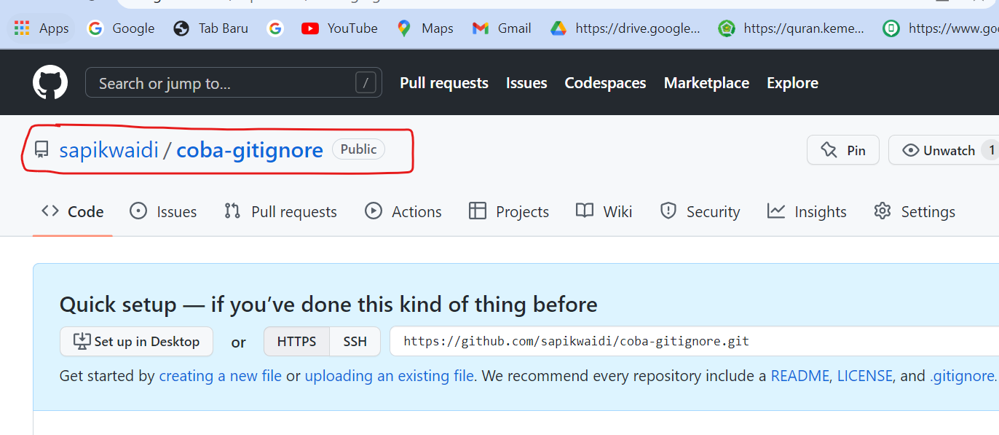 Apps Google Tab Baru YouTube Maps Gmail https://drive.google... https://quran.keme... https://www.goo
Search or jump to... / Pull requests Issues Codespaces Marketplace Explore
sapikwaidi / coba-gitignore Public Pin Unwatch 1
Code Issues Pull requests Actions Projects Wiki Security Insights Settings
Quick setup — if you’ve done this kind of thing before
Set up in Desktop or HTTPS SSH https://github.com/sapikwaidi/coba-gitignore.git
Get started by creating a new file or uploading an existing file. We recommend every repository include a README, LICENSE, and .gitignore.